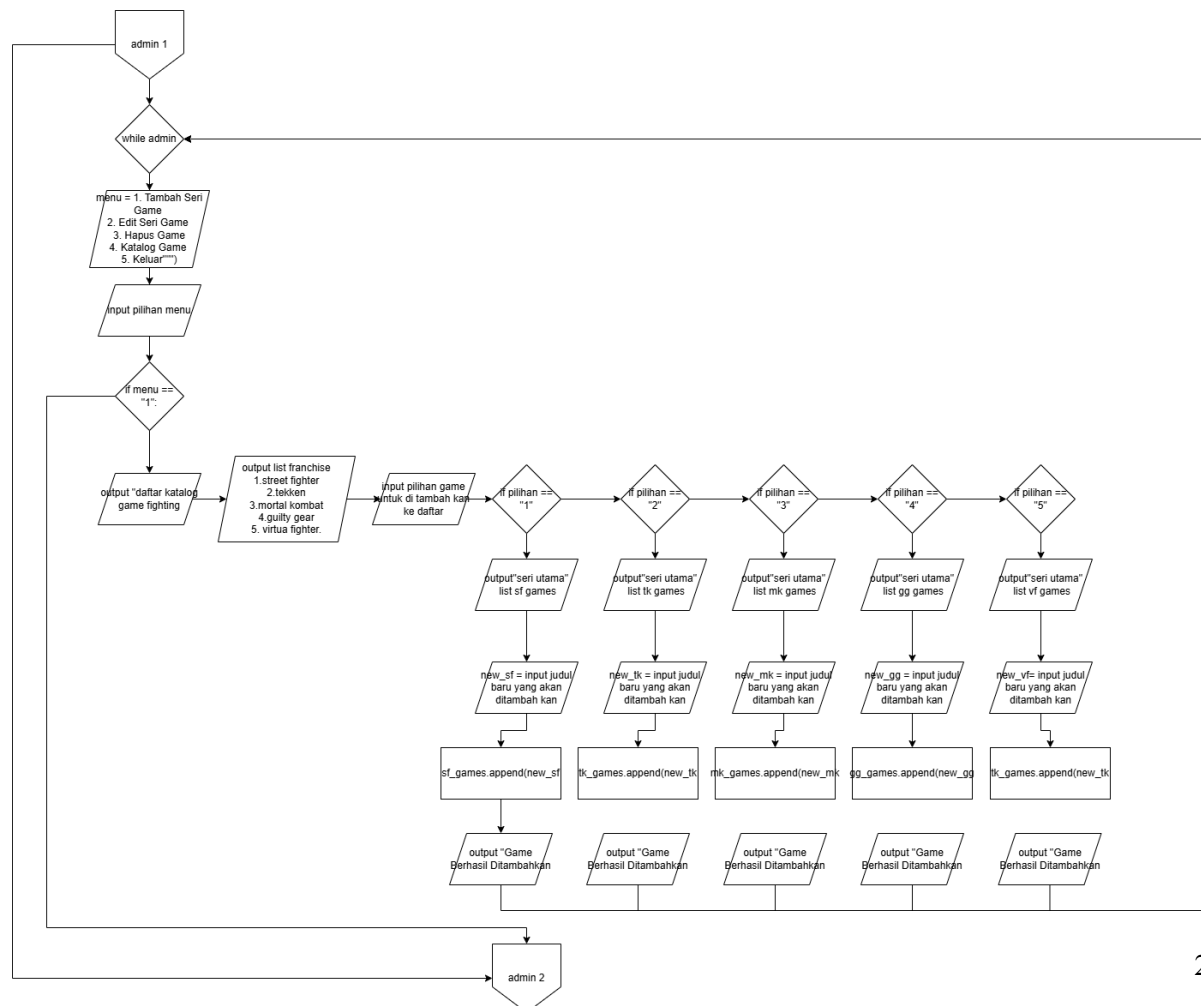 admin 1
while admin
menu = 1. Tambah Seri
Game
2. Edit Seri Game
3. Hapus Game
4. Katalog Game
5. Keluar""")
input pilihan menu
if menu ==
"1":
output "daftar katalog
game fighting
output list franchise
1.street fighter
2.tekken
3.mortal kombat
4.guilty gear
5. virtua fighter.
input pilihan game
untuk di tambah kan
ke daftar
if pilihan ==
"1"
if pilihan ==
"2"
if pilihan ==
"3"
if pilihan ==
"4"
if pilihan ==
"5"
output"seri utama"
list sf games
output"seri utama"
list tk games
output"seri utama"
list mk games
output"seri utama"
list gg games
output"seri utama"
list vf games
new_sf = input judul
baru yang akan
ditambah kan
new_tk = input judul
baru yang akan
ditambah kan
new_mk = input judul
baru yang akan
ditambah kan
new_gg = input judul
baru yang akan
ditambah kan
new_vf= input judul
baru yang akan
ditambah kan
sf_games.append(new_sf
tk_games.append(new_tk
mk_games.append(new_mk
gg_games.append(new_gg
tk_games.append(new_tk
output "Game
Berhasil Ditambahkan
output "Game
Berhasil Ditambahkan
output "Game
Berhasil Ditambahkan
output "Game
Berhasil Ditambahkan
output "Game
Berhasil Ditambahkan
admin 2
2